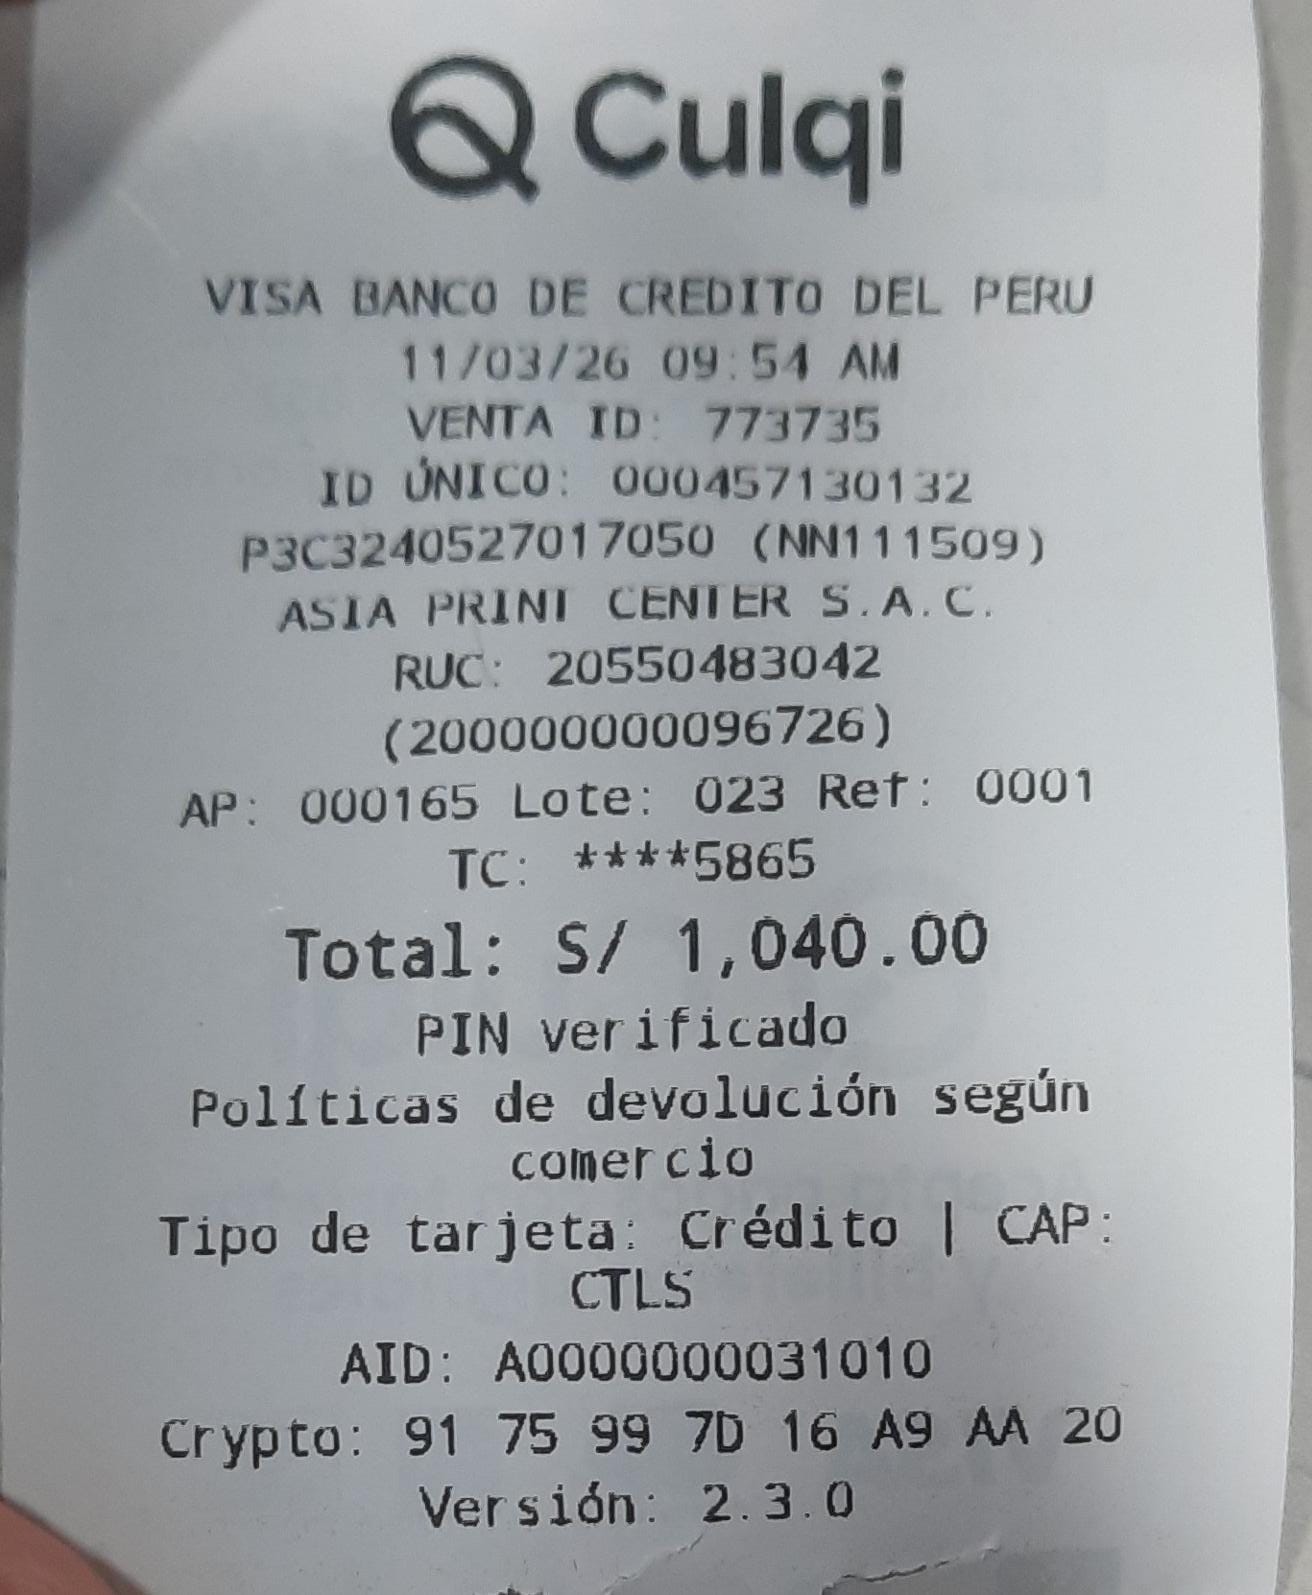 Culqi
VISA BANCO DE CREDITO DEL PERU
11/03/26 09:54 AM
VENTA ID: 773735
ID ÚNICO: 000457130132
P3C3240527017050 (NN111509)
ASIA PRINT CENTER S.A.C.
RUC: 20550483042
(200000000096726)
AP: 000165 Lote: 023 Ref: 0001
TC: ****5865
Total: S/ 1,040.00
PIN verificado
Políticas de devolución según
comercio
Tipo de tarjeta: Crédito | CAP:
CTLS
AID: A0000000031010
Crypto: 91 75 99 7D 16 A9 AA 20
Versión: 2.3.0